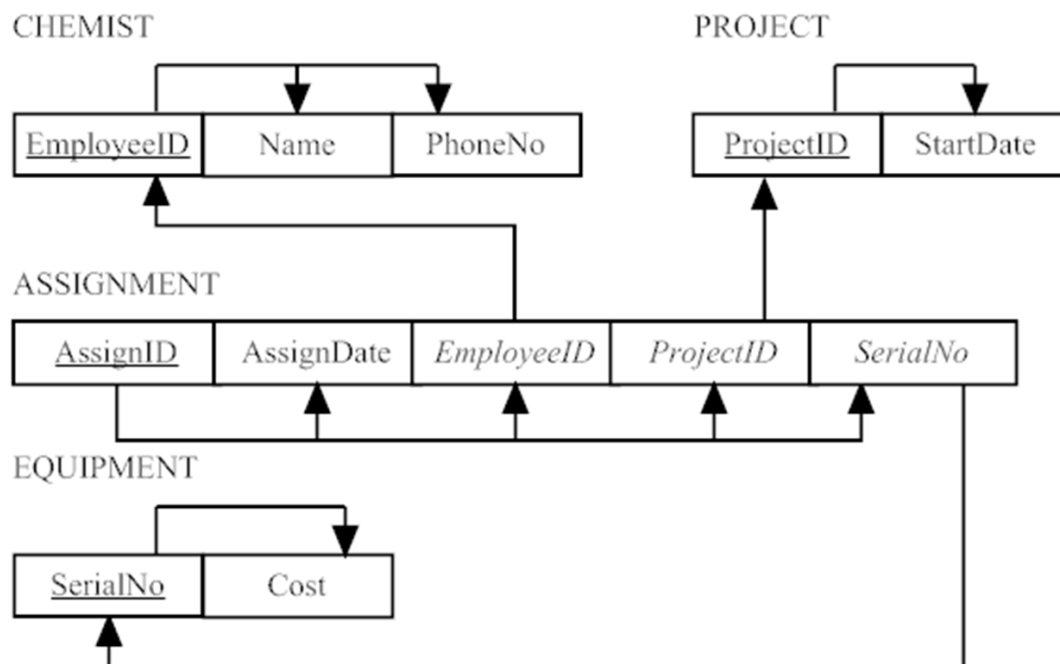 CHEMIST
PROJECT
EmployeeID Name PhoneNo
ProjectID StartDate
ASSIGNMENT
AssignID AssignDate EmployeeID ProjectID SerialNo
EQUIPMENT
SerialNo Cost